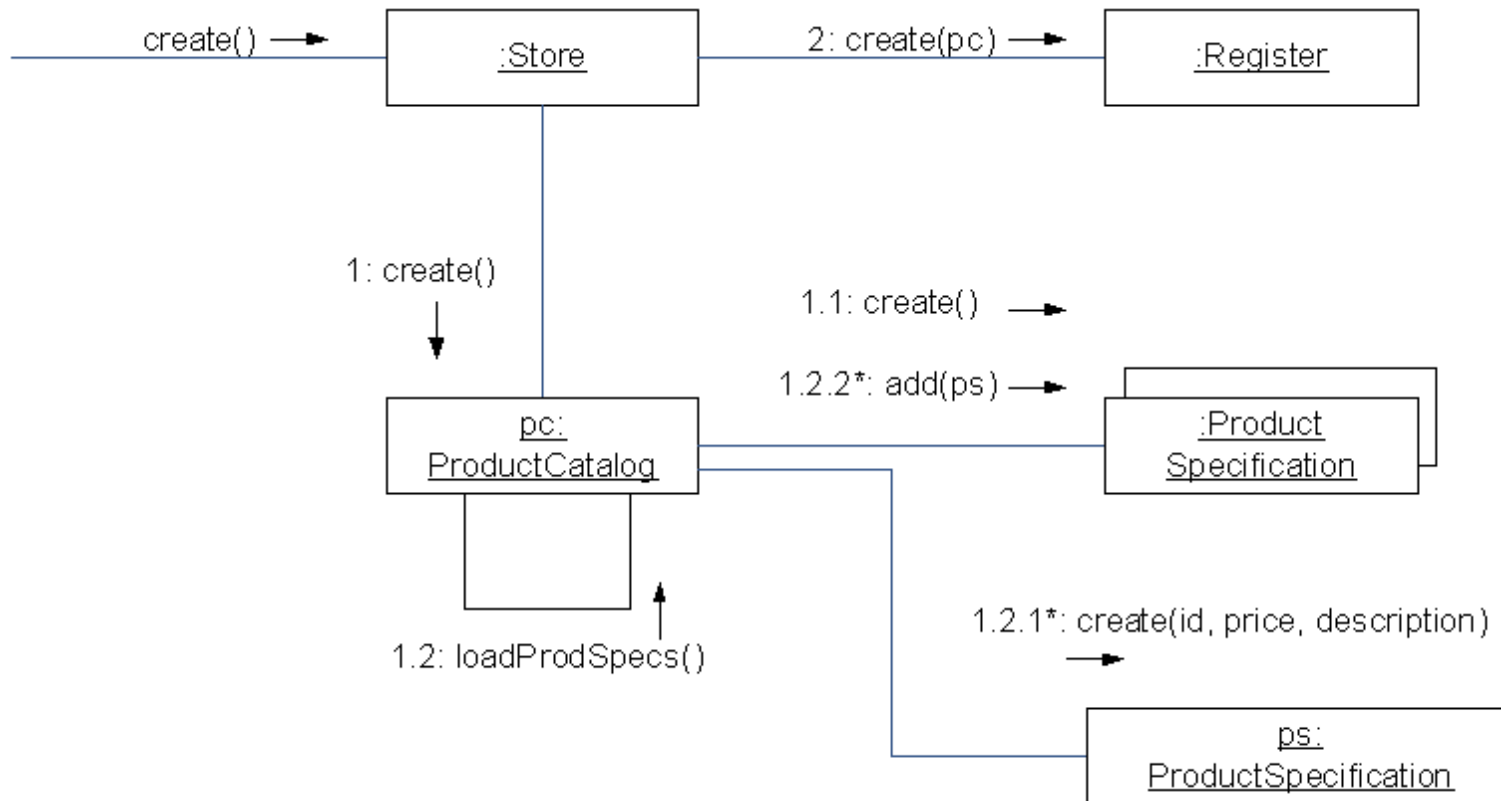 create()
:Store
2: create(pc)
:Register
1: create()
1.1: create()
1.2.2*: add(ps)
pc:
ProductCatalog
:Product
Specification
1.2: loadProdSpecs()
1.2.1*: create(id, price, description)
ps:
ProductSpecification